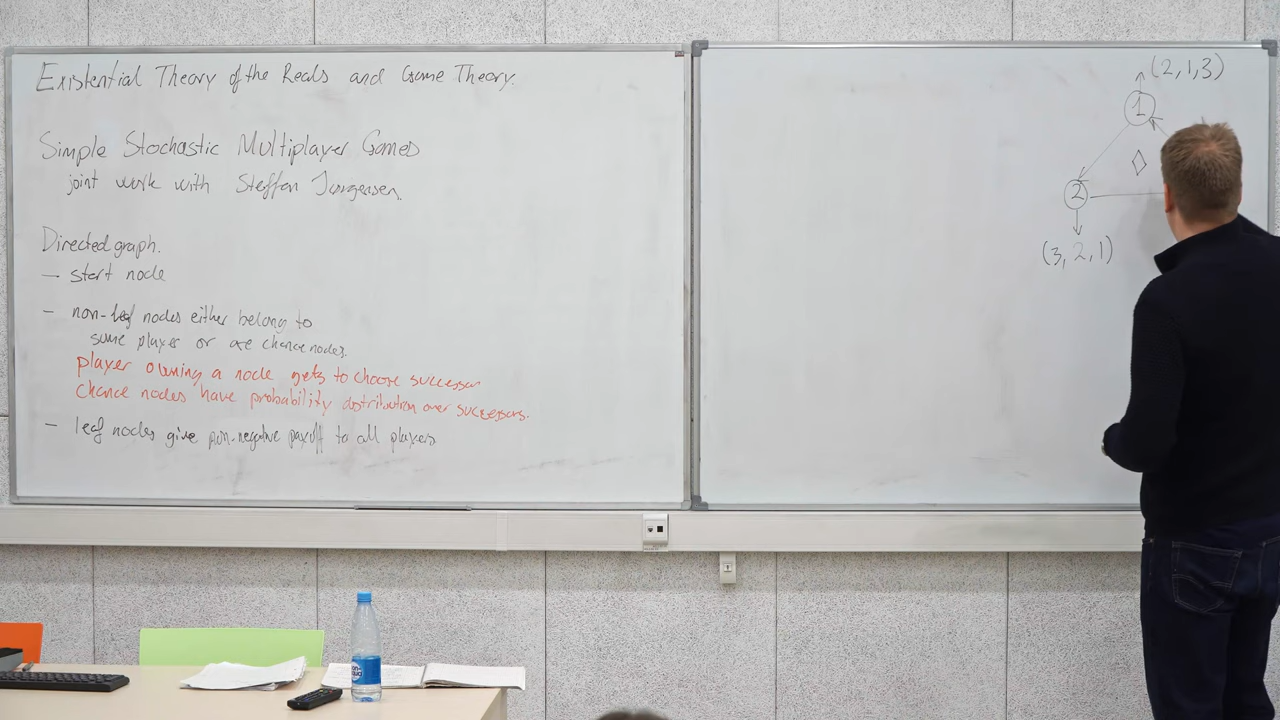 Existential Theory of the Reals and Game Theory.
Simple Stochastic Multiplayer Games
joint work with Steffan Jurgensen.
Directed graph.
— start node
— non-leaf nodes either belong to
some player or are chance nodes.
player owning a node gets to choose successor
chance nodes have probability distribution over successors.
— leaf nodes give non-negative payoff to all players
(2,1,3)
1
2
(3,2,1)